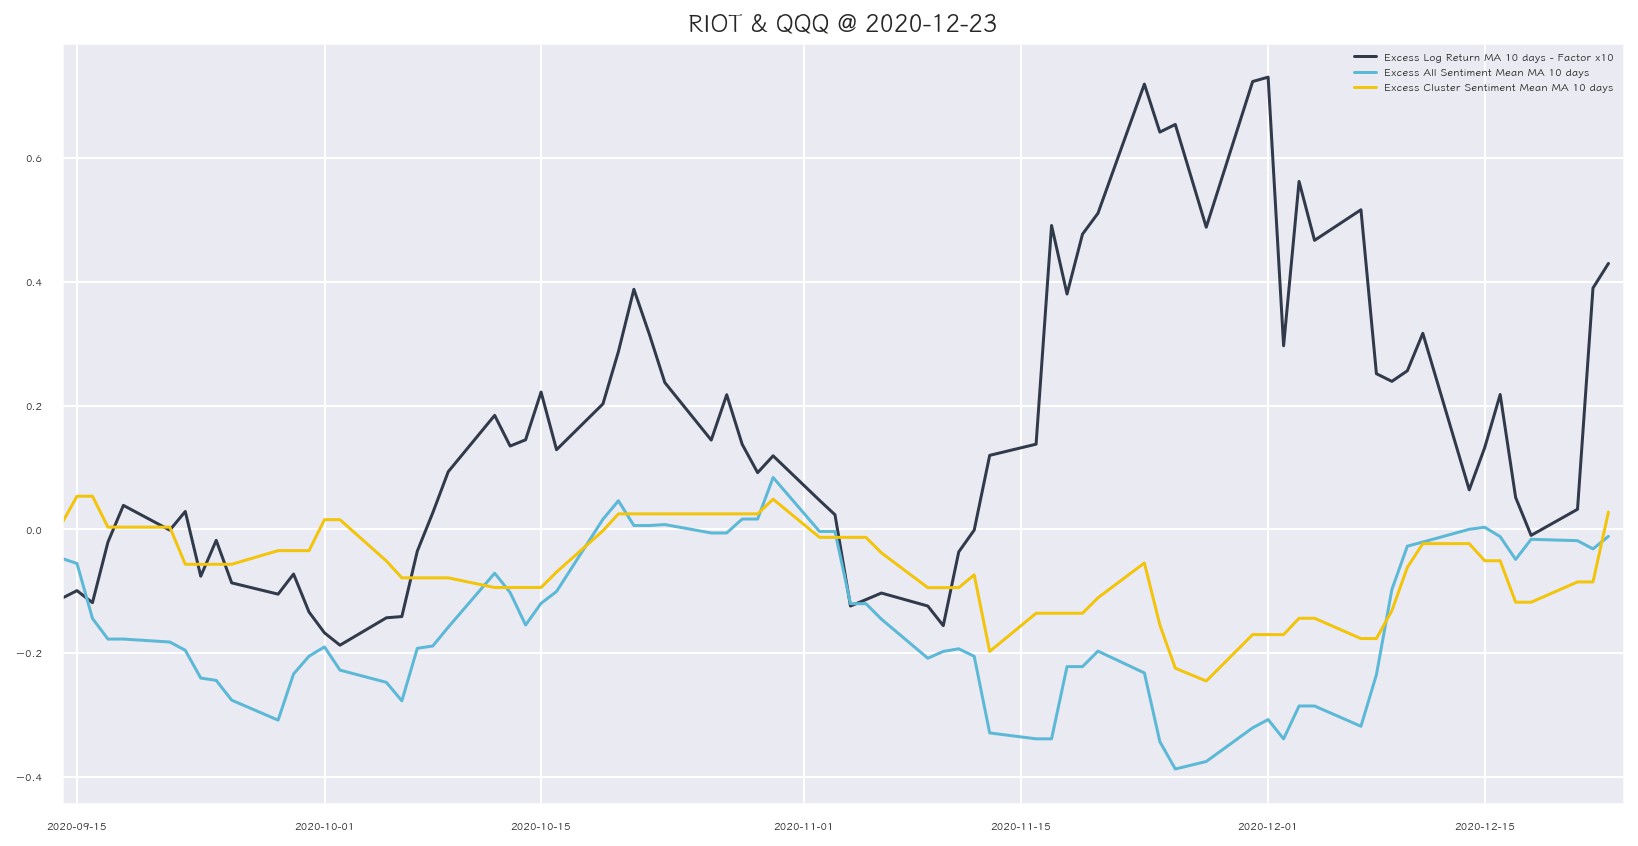 RIOT & QQQ @ 2020-12-23
Excess Log Return MA 10 days - Factor x10
Excess All Sentiment Mean MA 10 days
Excess Cluster Sentiment Mean MA 10 days
0.6
0.4
0.2
0.0
−0.2
−0.4
2020-09-15 2020-10-01 2020-10-15 2020-11-01 2020-11-15 2020-12-01 2020-12-15